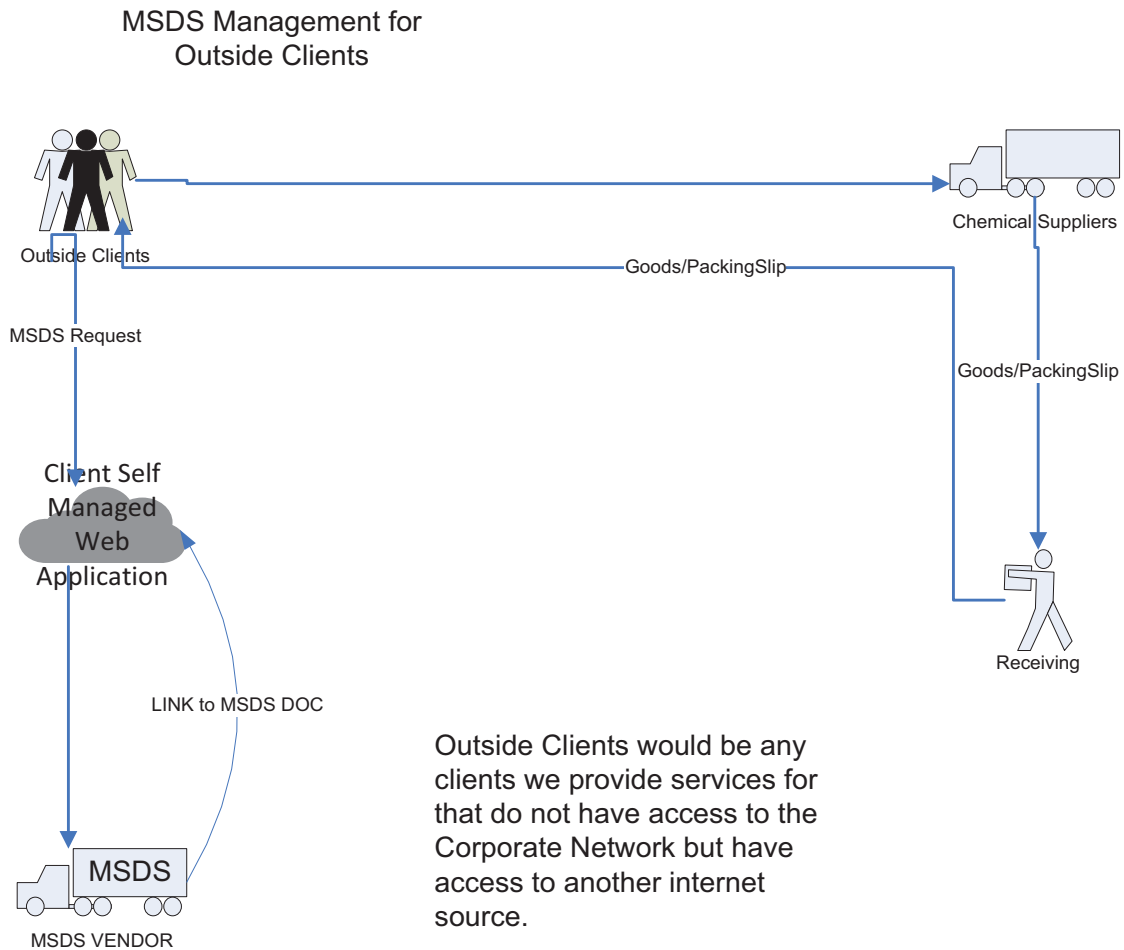 MSDS Management for
Outside Clients
Outside Clients
Chemical Suppliers
Goods/PackingSlip
MSDS Request
Goods/PackingSlip
Client Self
Managed
Web
Application
Receiving
LINK to MSDS DOC
Outside Clients would be any
clients we provide services for
that do not have access to the
Corporate Network but have
access to another internet
source.
MSDS
MSDS VENDOR